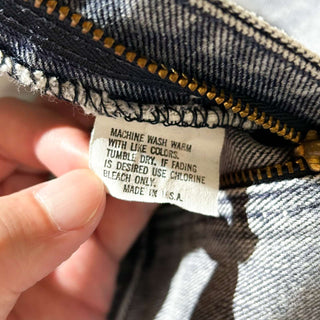 MACHINE WASH WARM
WITH LIKE COLORS.
TUMBLE DRY. IF FADING
IS DESIRED USE CHLORINE
BLEACH ONLY.
MADE IN U.S.A.